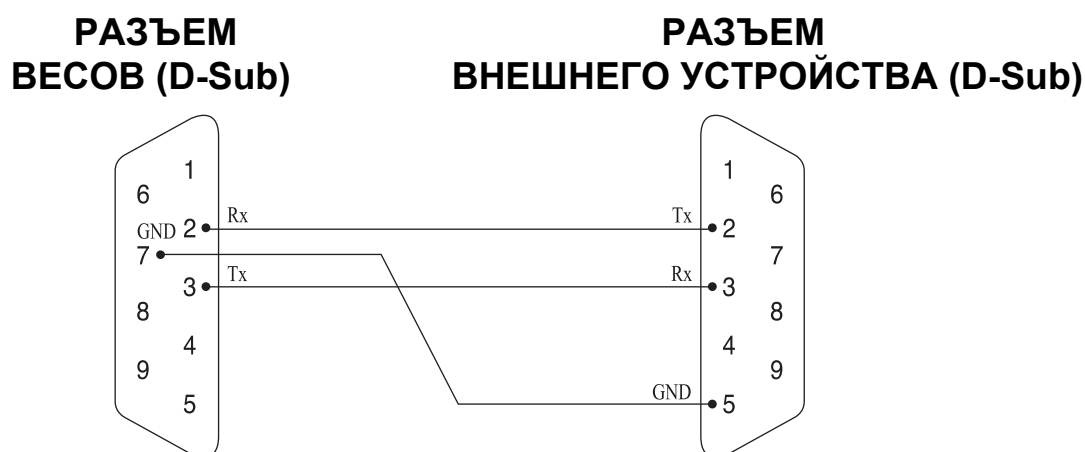 РАЗЪЕМ
ВЕСОВ (D-Sub)
РАЗЪЕМ
ВНЕШНЕГО УСТРОЙСТВА (D-Sub)
1
6
2 Rx
GND
7
3 Tx
8
4
9
5
1
6
Tx 2
7
Rx 3
8
4
9
GND 5